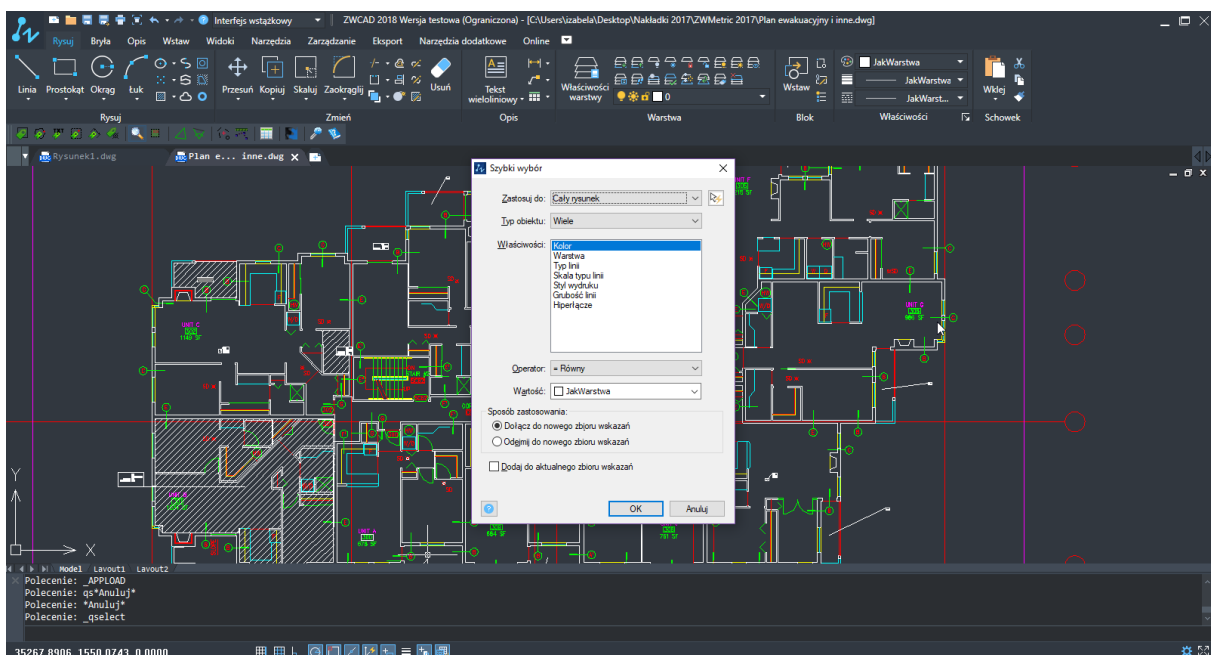 Interfejs wstążkowy
ZWCAD 2018 Wersja testowa (Ograniczona) - [C:\Users\izabela\Desktop\Nakładki 2017\ZWMetric 2017\Plan ewakuacyjny i inne.dwg]
Rysuj Bryła Opis Wstaw Widoki Narzędzia Zarządzanie Eksport Narzędzia dodatkowe Online
Linia Prostokąt Okrąg Łuk Przesuń Kopiuj Skaluj Zaokrąglij Usuń
Tekst wieloliniowy
Właściwości warstwy
0
Wstaw
JakWarstwa
JakWarstwa
JakWarst...
Wklej
Rysuj Zmień Opis Warstwa Blok Właściwości Schowek
Rysunek1.dwg Plan e... inne.dwg
Szybki wybór
Zastosuj do: Cały rysunek
Typ obiektu: Wiele
Właściwości: Kolor
Warstwa
Typ linii
Skala typu linii
Styl wydruku
Grubość linii
Hiperłącze
Operator: = Równy
Wartość: JakWarstwa
Sposób zastosowania:
Dołącz do nowego zbioru wskazań
Odejmij do nowego zbioru wskazań
Dodaj do aktualnego zbioru wskazań
OK Anuluj
UNIT C
1149 SF
Y
X
Model Layout1 Layout2
Polecenie: _APPLOAD
Polecenie: qs*Anuluj*
Polecenie: *Anuluj*
Polecenie: _qselect
35267.8906, 1550.0743, 0.0000